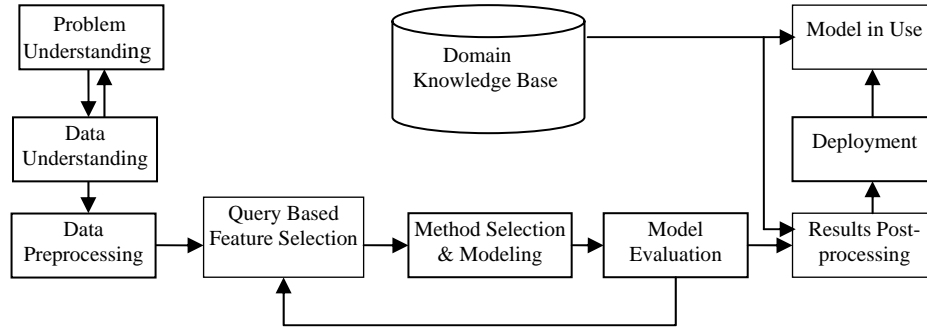 Problem
Understanding
Domain
Knowledge Base
Model in Use
Data
Understanding
Deployment
Data
Preprocessing
Query Based
Feature Selection
Method Selection
& Modeling
Model
Evaluation
Results Post-
processing